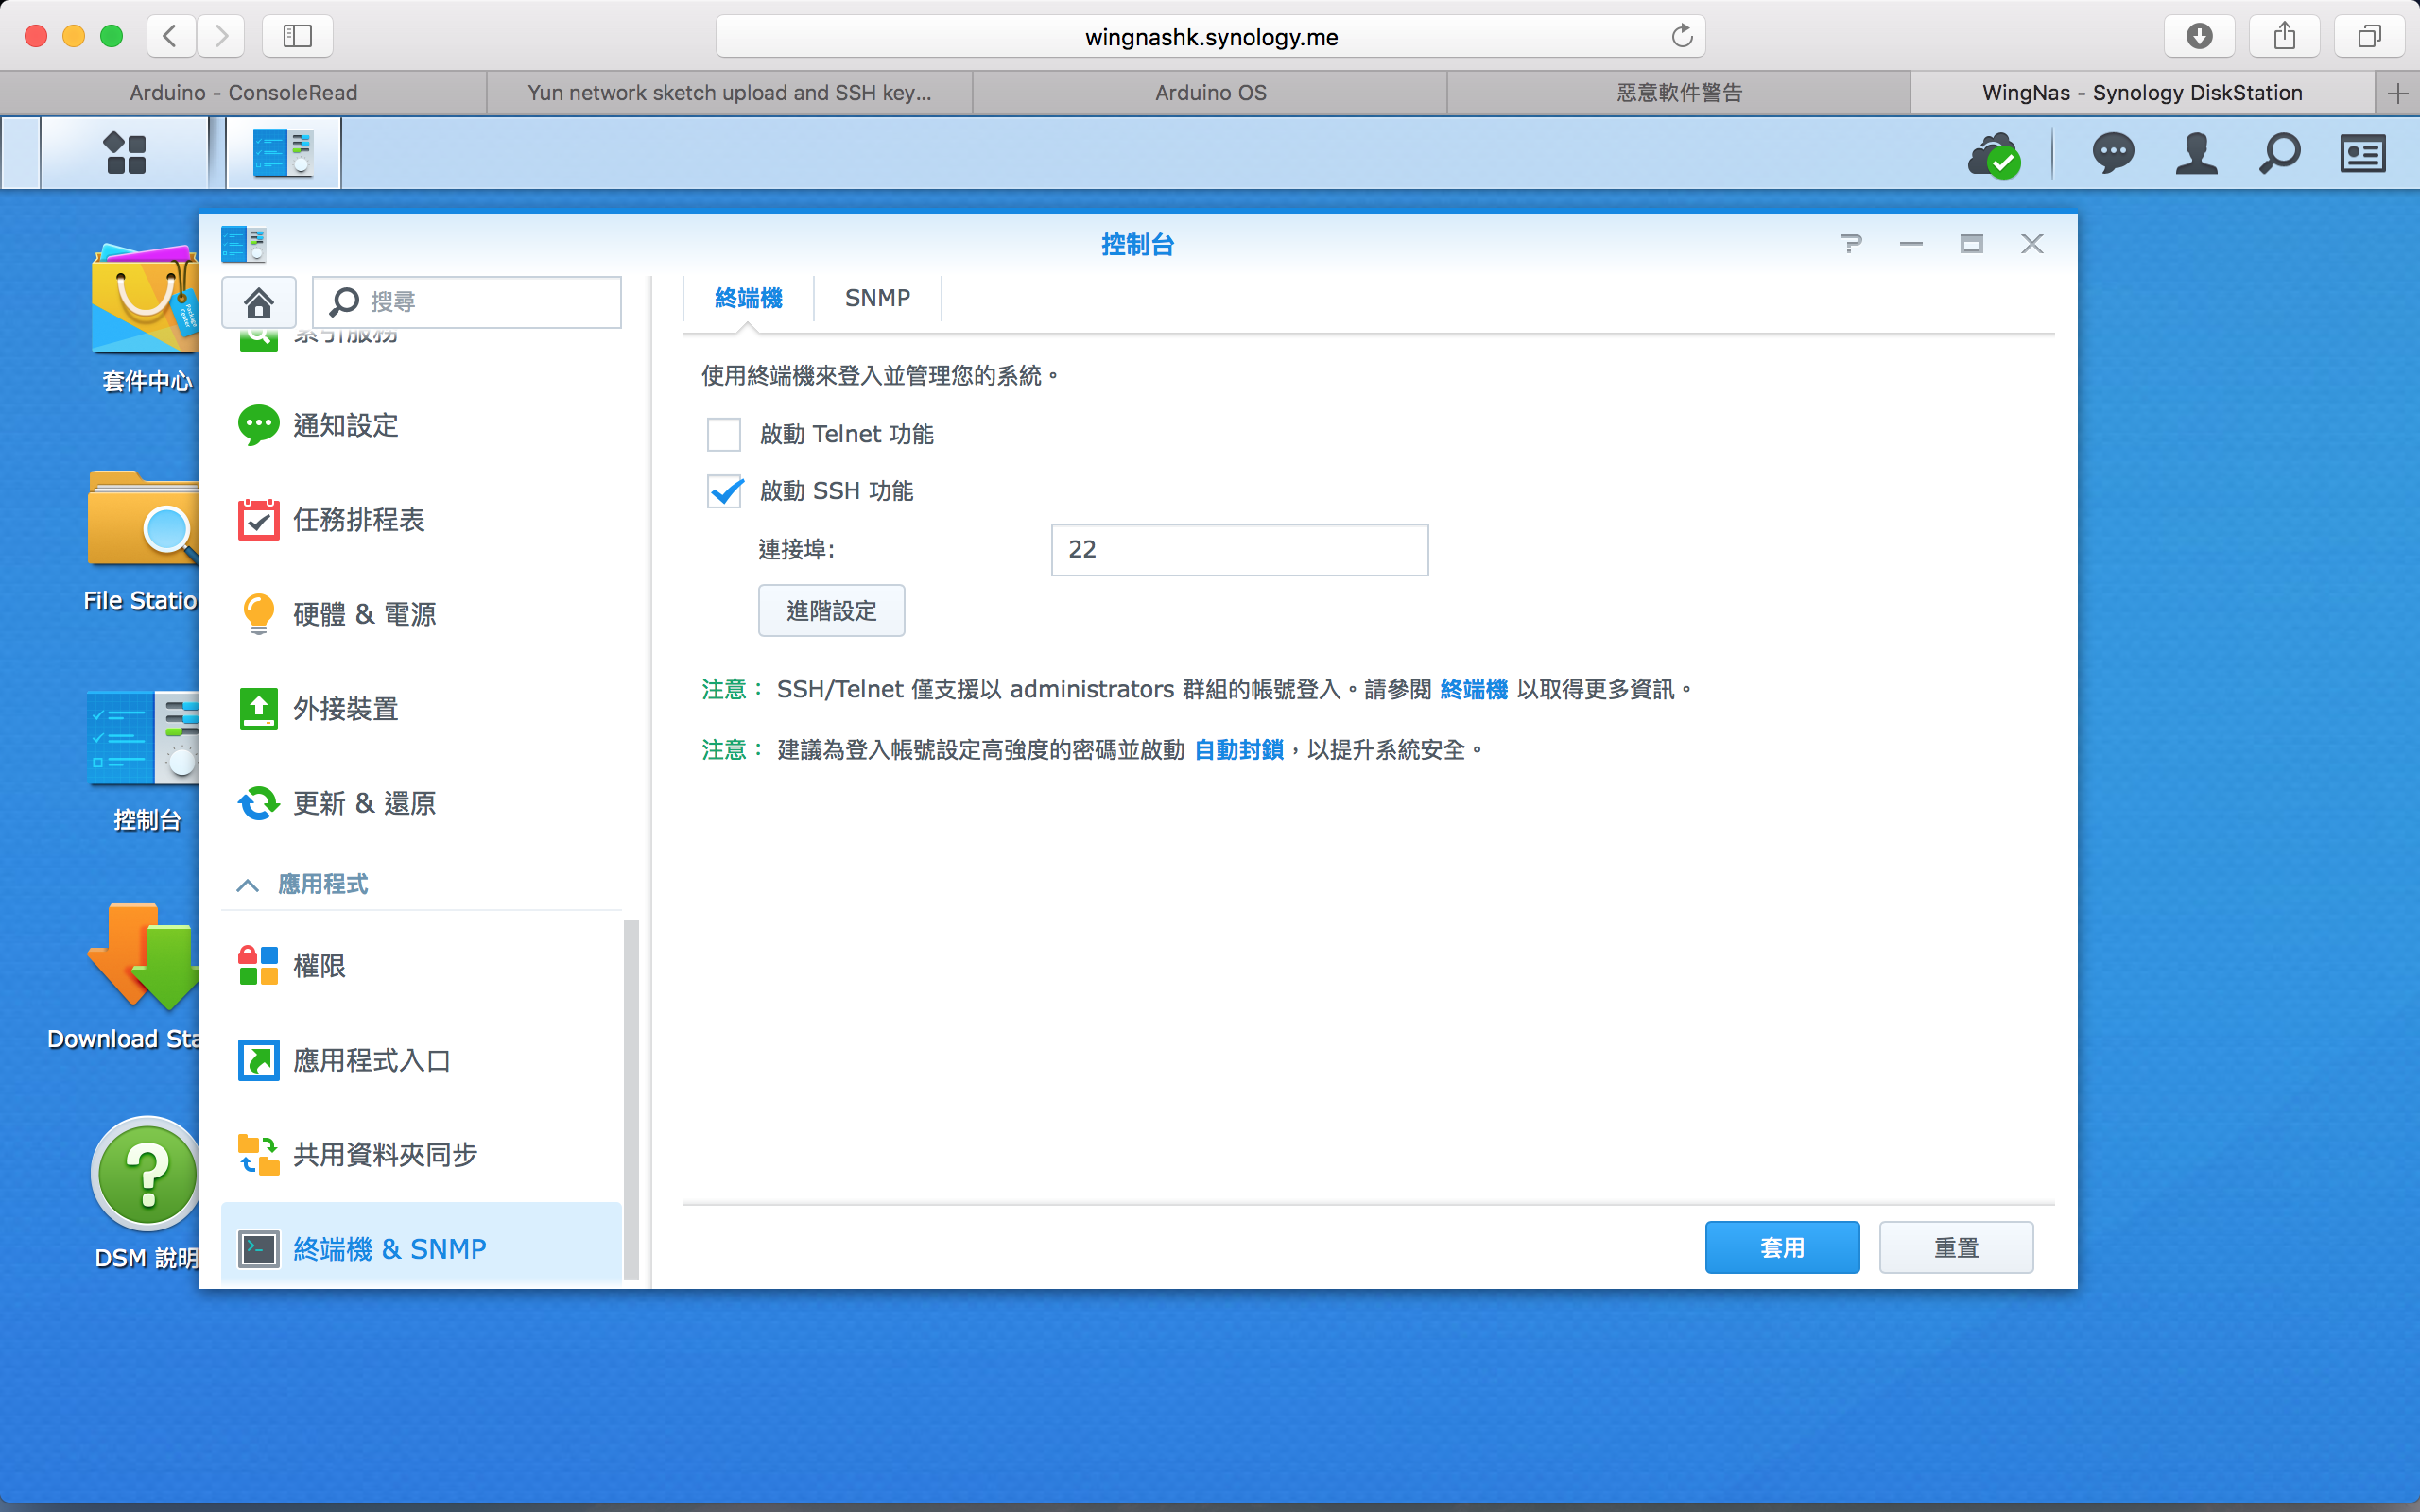 wingnashk.synology.me
Arduino - ConsoleRead
Yun network sketch upload and SSH key...
Arduino OS
惡意軟件警告
WingNas - Synology DiskStation
控制台
套件中心
File Statio
控制台
Download Sta
DSM 說明
搜尋
索引服務
通知設定
任務排程表
硬體 & 電源
外接裝置
更新 & 還原
應用程式
權限
應用程式入口
共用資料夾同步
終端機 & SNMP
終端機
SNMP
使用終端機來登入並管理您的系統。
啟動 Telnet 功能
啟動 SSH 功能
連接埠: 22
進階設定
注意： SSH/Telnet 僅支援以 administrators 群組的帳號登入。請參閱 終端機 以取得更多資訊。
注意： 建議為登入帳號設定高強度的密碼並啟動 自動封鎖，以提升系統安全。
套用
重置